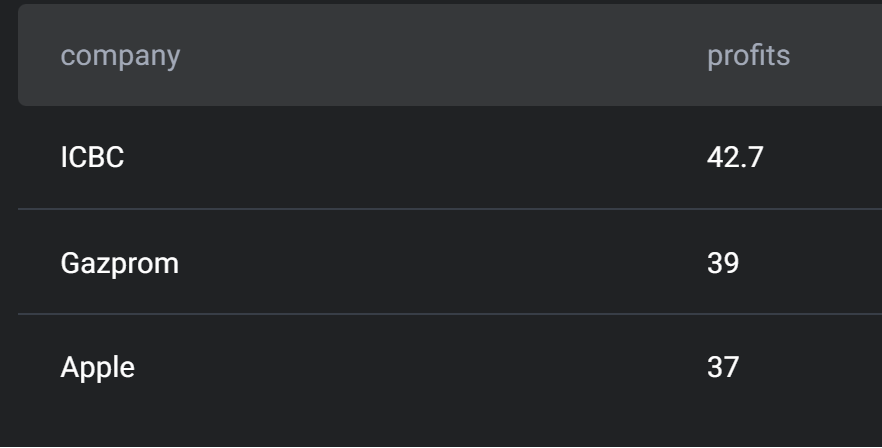 company profits
ICBC 42.7
Gazprom 39
Apple 37